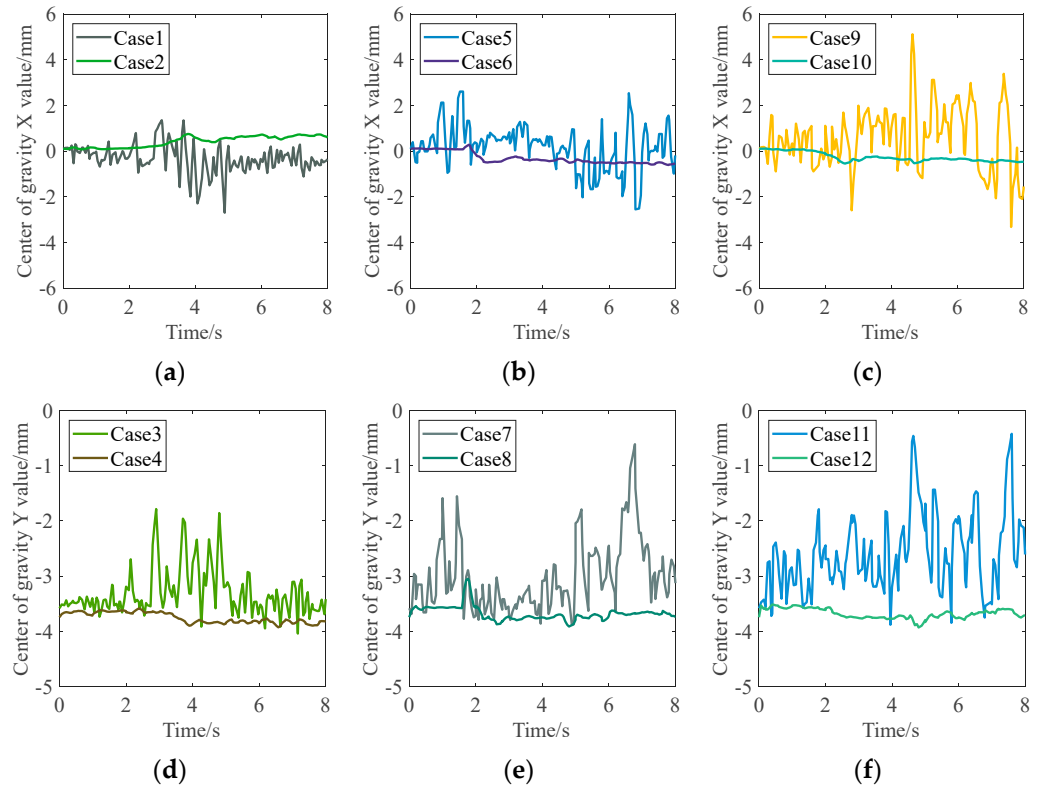 Center of gravity X value/mm
6
4
2
0
-2
-4
-6
Case1
Case2
0 2 4 6 8
Time/s
(a)
Center of gravity X value/mm
6
4
2
0
-2
-4
-6
Case5
Case6
0 2 4 6 8
Time/s
(b)
Center of gravity X value/mm
6
4
2
0
-2
-4
-6
Case9
Case10
0 2 4 6 8
Time/s
(c)
Center of gravity Y value/mm
0
-1
-2
-3
-4
-5
Case3
Case4
0 2 4 6 8
Time/s
(d)
Center of gravity Y value/mm
0
-1
-2
-3
-4
-5
Case7
Case8
0 2 4 6 8
Time/s
(e)
Center of gravity Y value/mm
0
-1
-2
-3
-4
-5
Case11
Case12
0 2 4 6 8
Time/s
(f)